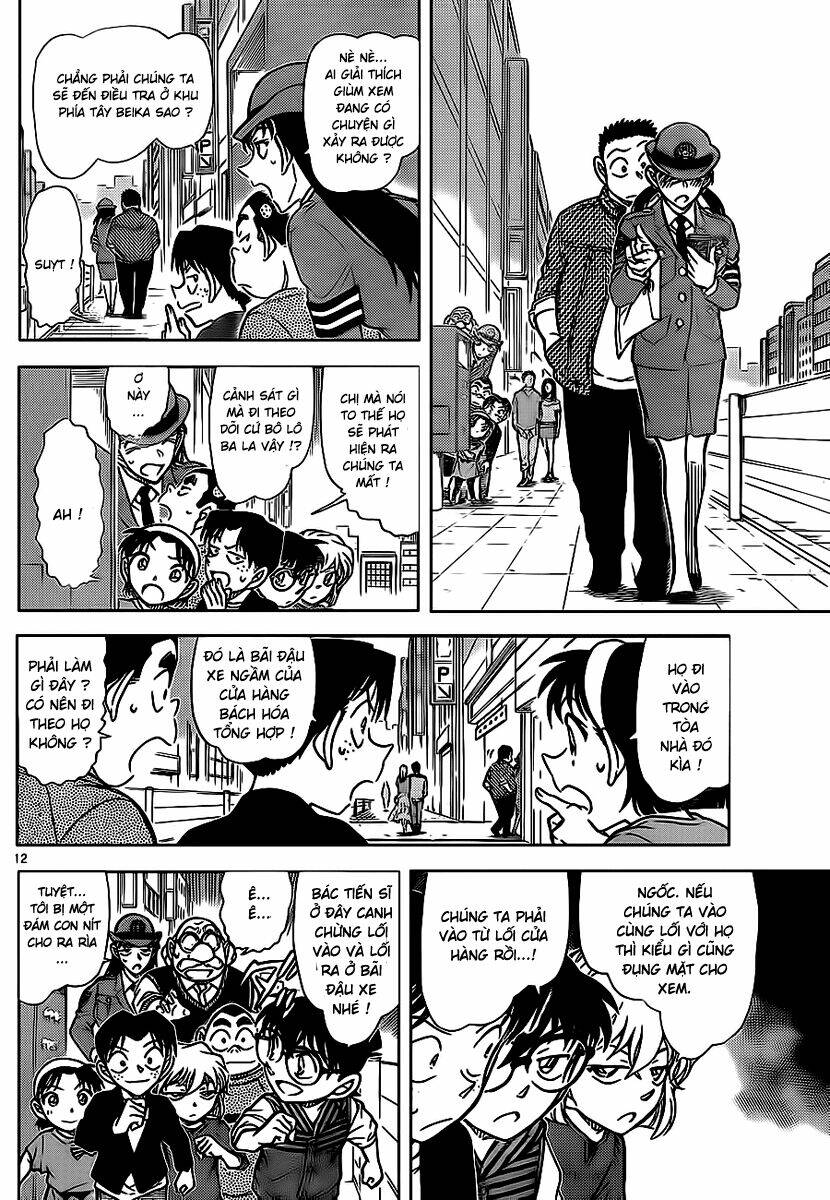 CHẲNG PHẢI CHÚNG TA
SẼ ĐẾN ĐIỀU TRA Ở KHU
PHÍA TÂY BEIKA SAO ?
NÈ NÈ...
AI GIẢI THÍCH
GIÙM XEM
ĐANG CÓ
CHUYỆN GÌ
XẢY RA ĐƯỢC
KHÔNG ?
SUYT !
P
Ở
NÀY
...
CẢNH SÁT GÌ
MÀ ĐI THEO
DÕI CỨ BÔ LÔ
BA LA VẬY !?
CHỊ MÀ NÓI
TO THẾ HỌ
SẼ PHÁT
HIỆN RA
CHÚNG TA
MẤT !
AH !
PHẢI LÀM
GÌ ĐÂY ?
CÓ NÊN ĐI
THEO HỌ
KHÔNG ?
ĐÓ LÀ BÃI ĐẬU
XE NGẦM CỦA
CỬA HÀNG
BÁCH HÓA
TỔNG HỢP !
P
HỌ ĐI
VÀO
TRONG
TÒA
NHÀ ĐÓ
KÌA !
12
TUYỆT...
TÔI BỊ MỘT
ĐÁM CON NÍT
CHO RA RÌA
...
Ê...
Ê...
BÁC TIẾN SĨ
Ở ĐÂY CANH
CHỪNG LỐI
VÀO VÀ LỐI
RA Ở BÃI
ĐẬU XE
NHÉ !
CHÚNG TA PHẢI
VÀO TỪ LỐI CỬA
HÀNG RỒI...!
NGỐC. NẾU
CHÚNG TA VÀO
CÙNG LỐI VỚI HỌ
THÌ KIỂU GÌ CŨNG
ĐỤNG MẶT CHO
XEM.